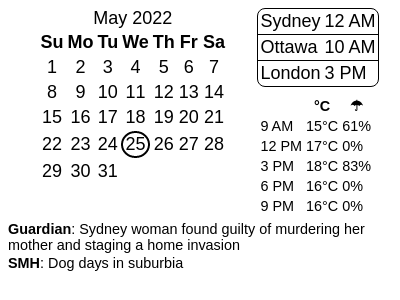 May 2022
Su Mo Tu We Th Fr Sa
1 2 3 4 5 6 7
8 9 10 11 12 13 14
15 16 17 18 19 20 21
22 23 24 25 26 27 28
29 30 31
Sydney 12 AM
Ottawa 10 AM
London 3 PM
°C ☂
9 AM 15°C 61%
12 PM 17°C 0%
3 PM 18°C 83%
6 PM 16°C 0%
9 PM 16°C 0%
Guardian: Sydney woman found guilty of murdering her
mother and staging a home invasion
SMH: Dog days in suburbia